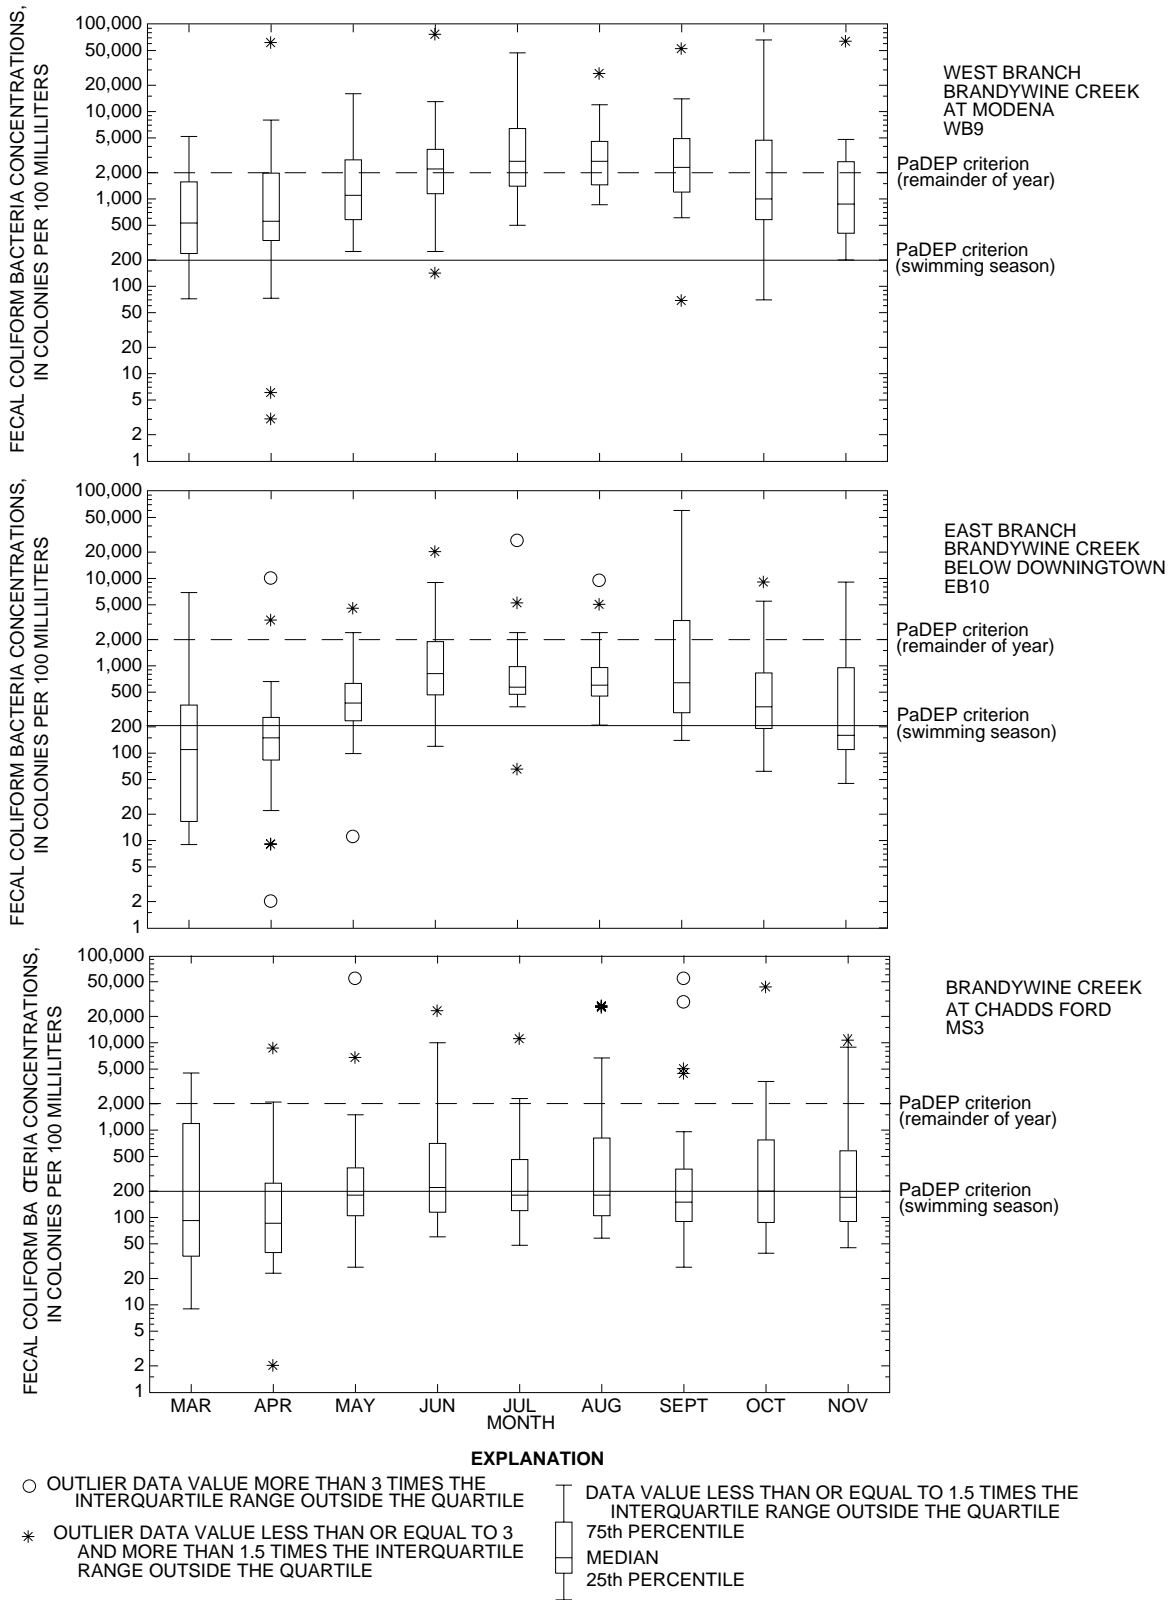 FECAL COLIFORM BACTERIA CONCENTRATIONS,
IN COLONIES PER 100 MILLILITERS
100,000
50,000
20,000
10,000
5,000
2,000
1,000
500
200
100
50
20
10
5
2
1
WEST BRANCH
BRANDYWINE CREEK
AT MODENA
WB9
PaDEP criterion
(remainder of year)
PaDEP criterion
(swimming season)
FECAL COLIFORM BACTERIA CONCENTRATIONS,
IN COLONIES PER 100 MILLILITERS
100,000
50,000
20,000
10,000
5,000
2,000
1,000
500
200
100
50
20
10
5
2
1
EAST BRANCH
BRANDYWINE CREEK
BELOW DOWNINGTOWN
EB10
PaDEP criterion
(remainder of year)
PaDEP criterion
(swimming season)
FECAL COLIFORM BA CTERIA CONCENTRATIONS,
IN COLONIES PER 100 MILLILITERS
100,000
50,000
20,000
10,000
5,000
2,000
1,000
500
200
100
50
20
10
5
2
1
BRANDYWINE CREEK
AT CHADDS FORD
MS3
PaDEP criterion
(remainder of year)
PaDEP criterion
(swimming season)
MAR APR MAY JUN JUL AUG SEPT OCT NOV
MONTH
EXPLANATION
OUTLIER DATA VALUE MORE THAN 3 TIMES THE
INTERQUARTILE RANGE OUTSIDE THE QUARTILE
OUTLIER DATA VALUE LESS THAN OR EQUAL TO 3
AND MORE THAN 1.5 TIMES THE INTERQUARTILE
RANGE OUTSIDE THE QUARTILE
DATA VALUE LESS THAN OR EQUAL TO 1.5 TIMES THE
INTERQUARTILE RANGE OUTSIDE THE QUARTILE
75th PERCENTILE
MEDIAN
25th PERCENTILE